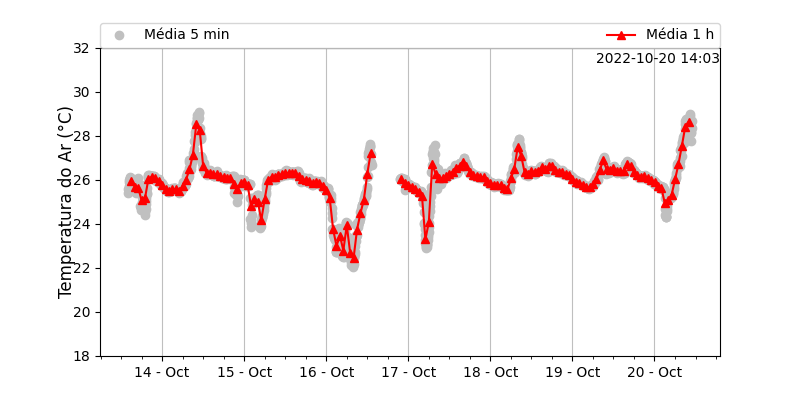 Média 5 min
Média 1 h
2022-10-20 14:03
Temperatura do Ar (°C)
32
30
28
26
24
22
20
18
14 - Oct
15 - Oct
16 - Oct
17 - Oct
18 - Oct
19 - Oct
20 - Oct